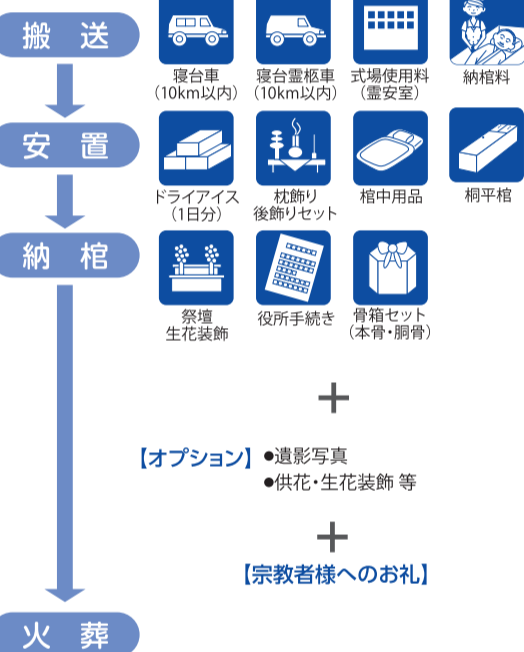 搬 送
寝台車
（10km以内）
寝台霊柩車
（10km以内）
式場使用料
（霊安室）
納棺料
安 置
ドライアイス
（1日分）
枕飾り
後飾りセット
棺中用品
桐平棺
納 棺
祭壇
生花装飾
役所手続き
骨箱セット
（本骨・胴骨）
＋
【オプション】
●遺影写真
●供花・生花装飾 等
＋
【宗教者様へのお礼】
火 葬